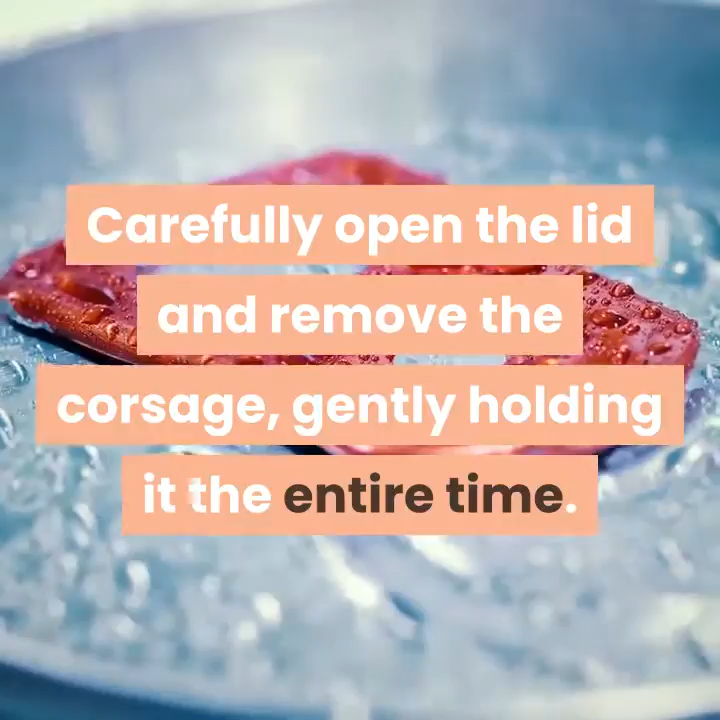 Carefully open the lid
and remove the
corsage, gently holding
it the entire time.